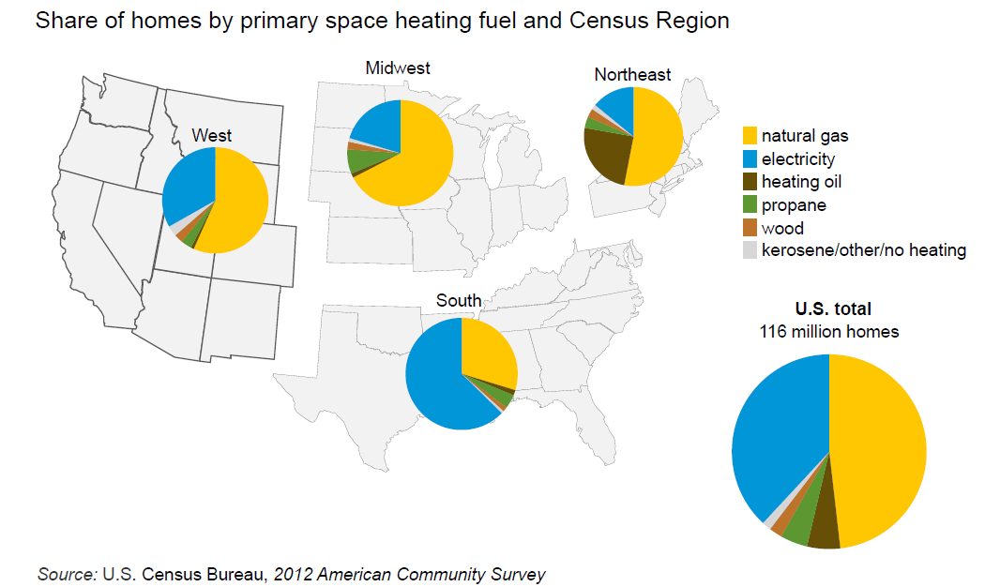 Share of homes by primary space heating fuel and Census Region
Midwest
Northeast
West
natural gas
electricity
heating oil
propane
wood
kerosene/other/no heating
South
U.S. total
116 million homes
Source: U.S. Census Bureau, 2012 American Community Survey